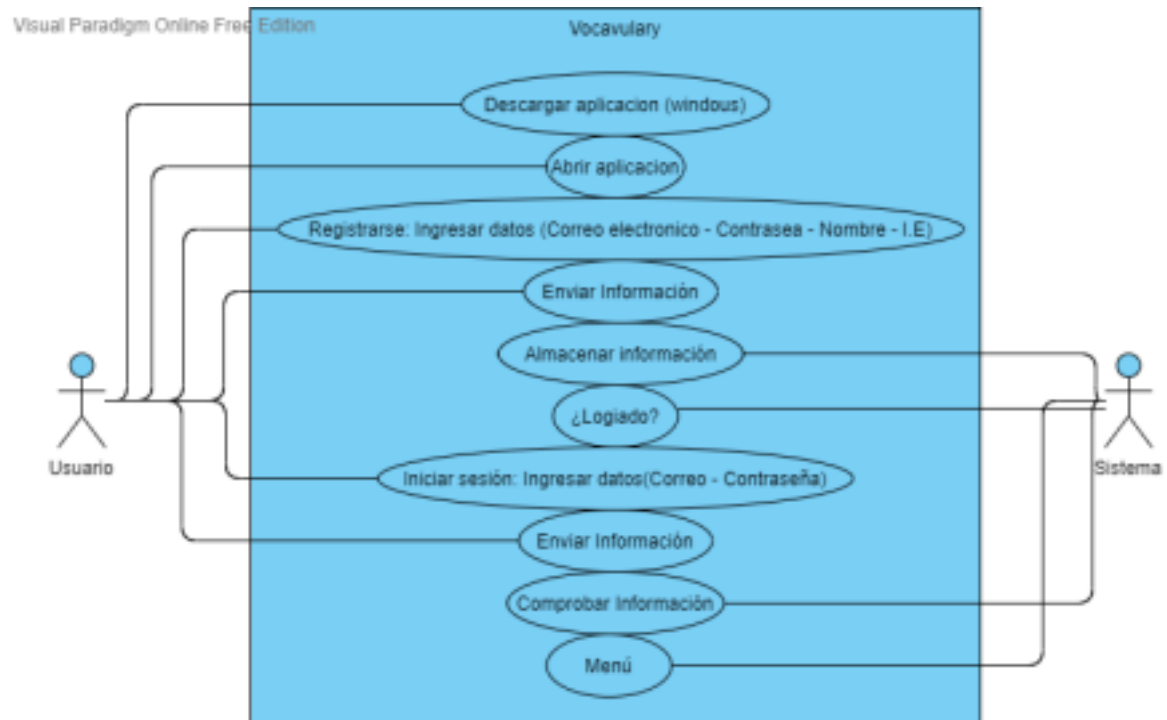 Visual Paradigm Online Free Edition
Vocavulary
Descargar aplicacion (windous)
Abrir aplicacion
Registrarse: Ingresar datos (Correo electronico - Contrasea - Nombre - I.E)
Enviar Información
Almacenar información
¿Logiado?
Usuario
Sistema
Iniciar sesión: Ingresar datos(Correo - Contraseña)
Enviar Información
Comprobar Información
Menú